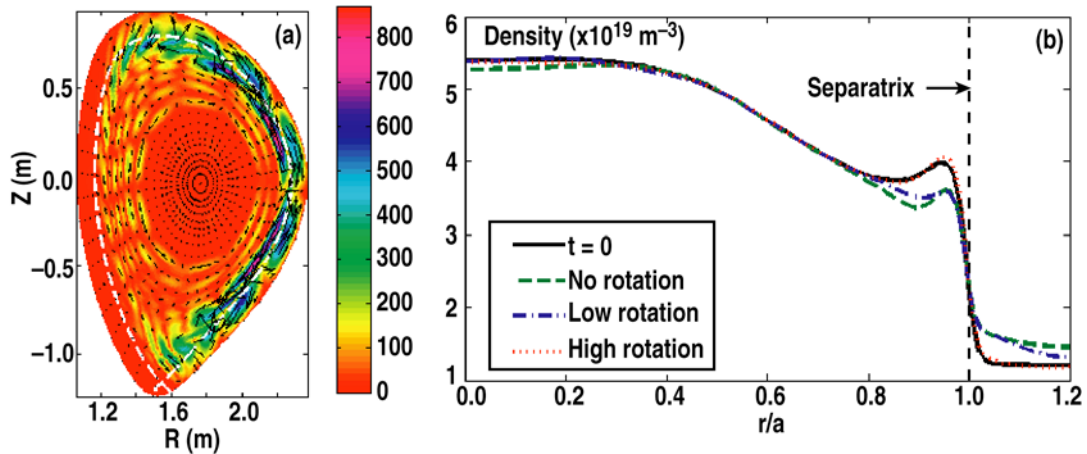 (a)
0.5
0.0
−0.5
−1.0
Z (m)
1.2 1.6 2.0
R (m)
800
700
600
500
400
300
200
100
0
Density (x10^19 m^−3)
(b)
Separatrix
6
5
4
3
2
1
t = 0
No rotation
Low rotation
High rotation
0.0 0.2 0.4 0.6 0.8 1.0 1.2
r/a